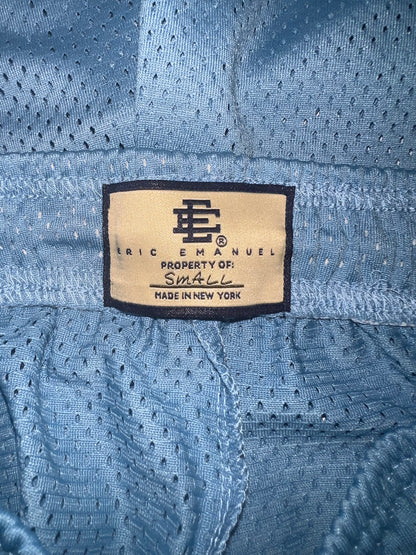 EE®
ERIC EMANUEL
PROPERTY OF:
SMALL
MADE IN NEW YORK